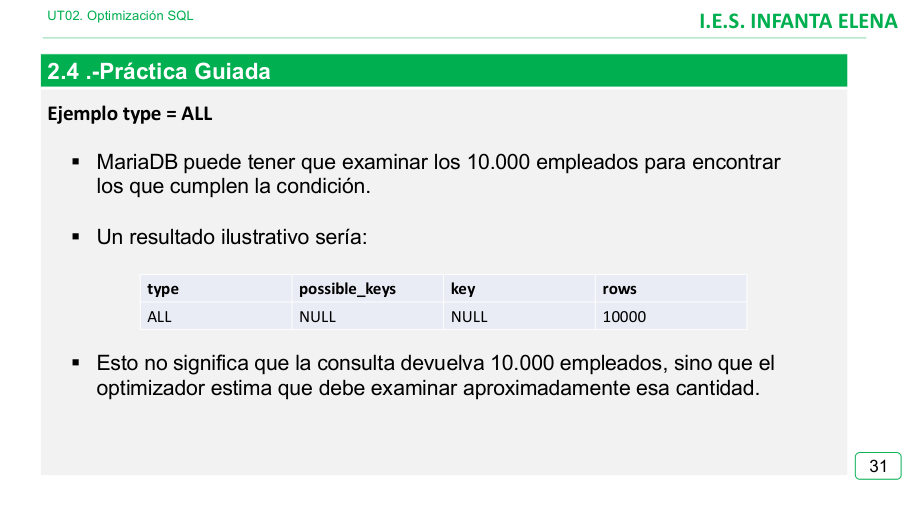 UT02. Optimización SQL
I.E.S. INFANTA ELENA
2.4 .-Práctica Guiada
Ejemplo type = ALL
▪ MariaDB puede tener que examinar los 10.000 empleados para encontrar
los que cumplen la condición.
▪ Un resultado ilustrativo sería:
type possible_keys key rows
ALL NULL NULL 10000
▪ Esto no significa que la consulta devuelva 10.000 empleados, sino que el
optimizador estima que debe examinar aproximadamente esa cantidad.
31